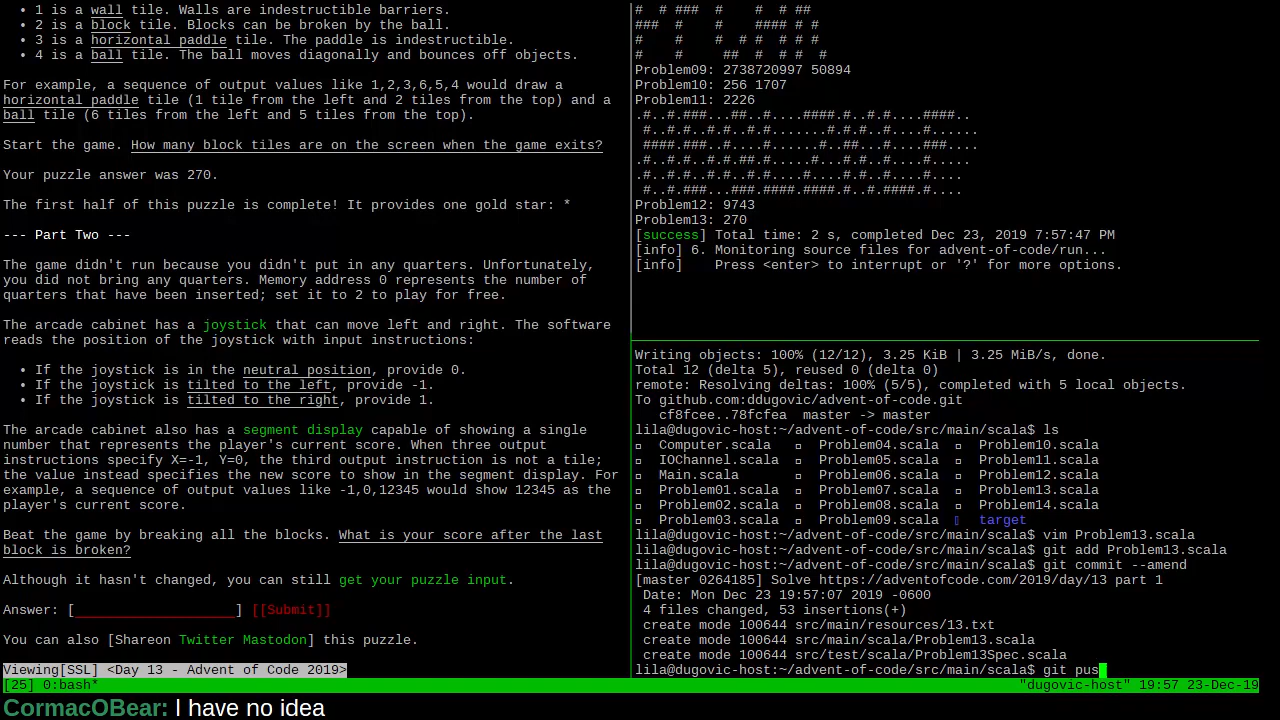 • 1 is a wall tile. Walls are indestructible barriers.
• 2 is a block tile. Blocks can be broken by the ball.
• 3 is a horizontal paddle tile. The paddle is indestructible.
• 4 is a ball tile. The ball moves diagonally and bounces off objects.
For example, a sequence of output values like 1,2,3,6,5,4 would draw a
horizontal paddle tile (1 tile from the left and 2 tiles from the top) and a
ball tile (6 tiles from the left and 5 tiles from the top).
Start the game. How many block tiles are on the screen when the game exits?
Your puzzle answer was 270.
The first half of this puzzle is complete! It provides one gold star: *
--- Part Two ---
The game didn't run because you didn't put in any quarters. Unfortunately,
you did not bring any quarters. Memory address 0 represents the number of
quarters that have been inserted; set it to 2 to play for free.
The arcade cabinet has a joystick that can move left and right. The software
reads the position of the joystick with input instructions:
• If the joystick is in the neutral position, provide 0.
• If the joystick is tilted to the left, provide -1.
• If the joystick is tilted to the right, provide 1.
The arcade cabinet also has a segment display capable of showing a single
number that represents the player's current score. When three output
instructions specify X=-1, Y=0, the third output instruction is not a tile;
the value instead specifies the new score to show in the segment display. For
example, a sequence of output values like -1,0,12345 would show 12345 as the
player's current score.
Beat the game by breaking all the blocks. What is your score after the last
block is broken?
Although it hasn't changed, you can still get your puzzle input.
Answer: [_____________________] [[Submit]]
You can also [Shareon Twitter Mastodon] this puzzle.
Viewing[SSL] <Day 13 - Advent of Code 2019>
#  # ###  #    #  # ##
###  #    #    #### # #
#    #    #  # #  # # #
#    #     ##  #  # #  #
Problem09: 2738720997 50894
Problem10: 256 1707
Problem11: 2226
.#..#.###...##..#....####.#..#.#....####..
 #..#.#..#.#..#.#.......#.#.#..#....#......
 ####.###..#....#......#..##...#....###....
.#..#.#..#.#.##.#.....#...#.#..#....#.....
.#..#.#..#.#..#.#....#....#.#..#....#....
 #..#.###...###.####.####.#..#.####.#....
Problem12: 9743
Problem13: 270
[success] Total time: 2 s, completed Dec 23, 2019 7:57:47 PM
[info] 6. Monitoring source files for advent-of-code/run...
[info]    Press <enter> to interrupt or '?' for more options.
Writing objects: 100% (12/12), 3.25 KiB | 3.25 MiB/s, done.
Total 12 (delta 5), reused 0 (delta 0)
remote: Resolving deltas: 100% (5/5), completed with 5 local objects.
To github.com:ddugovic/advent-of-code.git
   cf8fcee..78fcfea  master -> master
lila@dugovic-host:~/advent-of-code/src/main/scala$ ls
Computer.scala Problem04.scala Problem10.scala
IOChannel.scala Problem05.scala Problem11.scala
Main.scala Problem06.scala Problem12.scala
Problem01.scala Problem07.scala Problem13.scala
Problem02.scala Problem08.scala Problem14.scala
Problem03.scala Problem09.scala target
lila@dugovic-host:~/advent-of-code/src/main/scala$ vim Problem13.scala
lila@dugovic-host:~/advent-of-code/src/main/scala$ git add Problem13.scala
lila@dugovic-host:~/advent-of-code/src/main/scala$ git commit --amend
[master 0264185] Solve https://adventofcode.com/2019/day/13 part 1
 Date: Mon Dec 23 19:57:07 2019 -0600
 4 files changed, 53 insertions(+)
 create mode 100644 src/main/resources/13.txt
 create mode 100644 src/main/scala/Problem13.scala
 create mode 100644 src/test/scala/Problem13Spec.scala
lila@dugovic-host:~/advent-of-code/src/main/scala$ git pus
[25] 0:bash* "dugovic-host" 19:57 23-Dec-19
CormacOBear: I have no idea